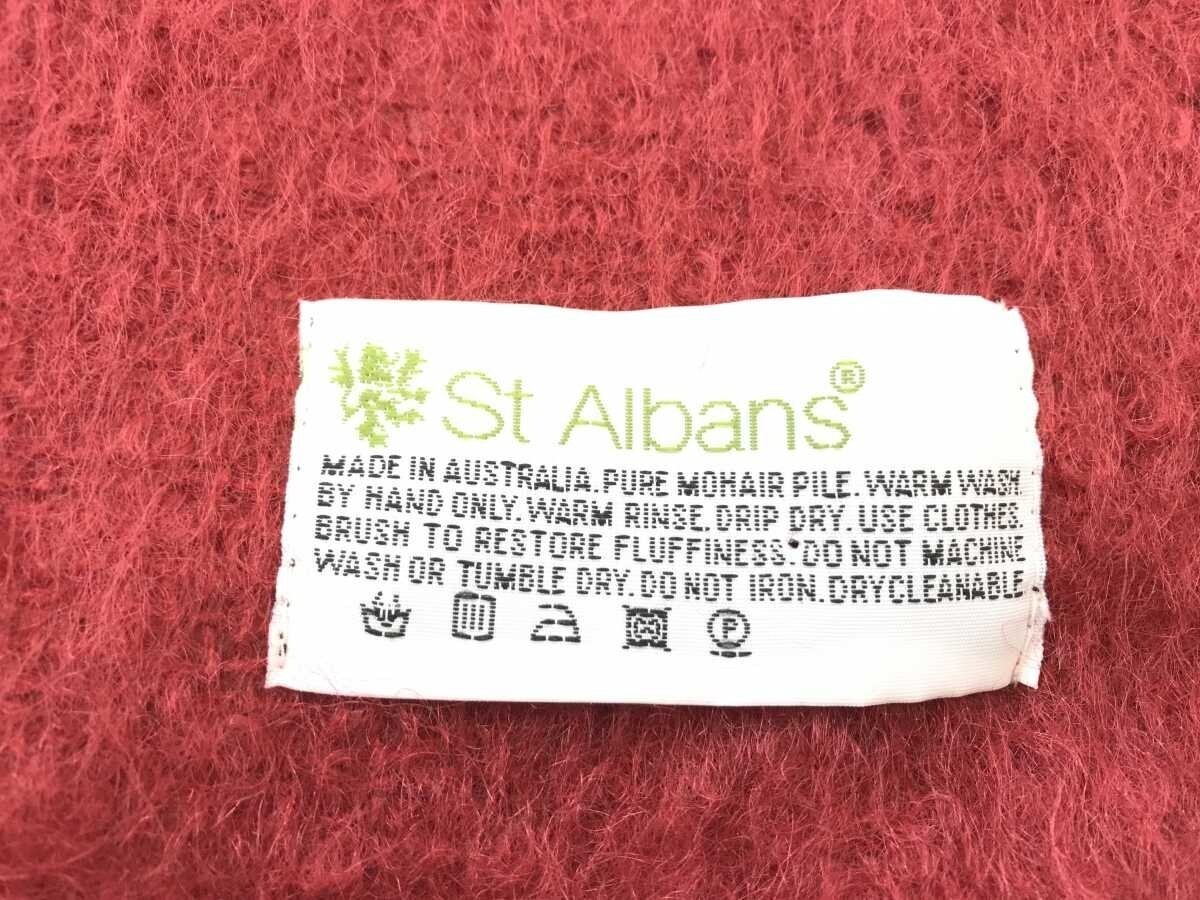 St Albans®
MADE IN AUSTRALIA. PURE MOHAIR PILE. WARM WASH.
BY HAND ONLY. WARM RINSE. DRIP DRY. USE CLOTHES.
BRUSH TO RESTORE FLUFFINESS. DO NOT MACHINE
WASH OR TUMBLE DRY. DO NOT IRON. DRYCLEANABLE
P